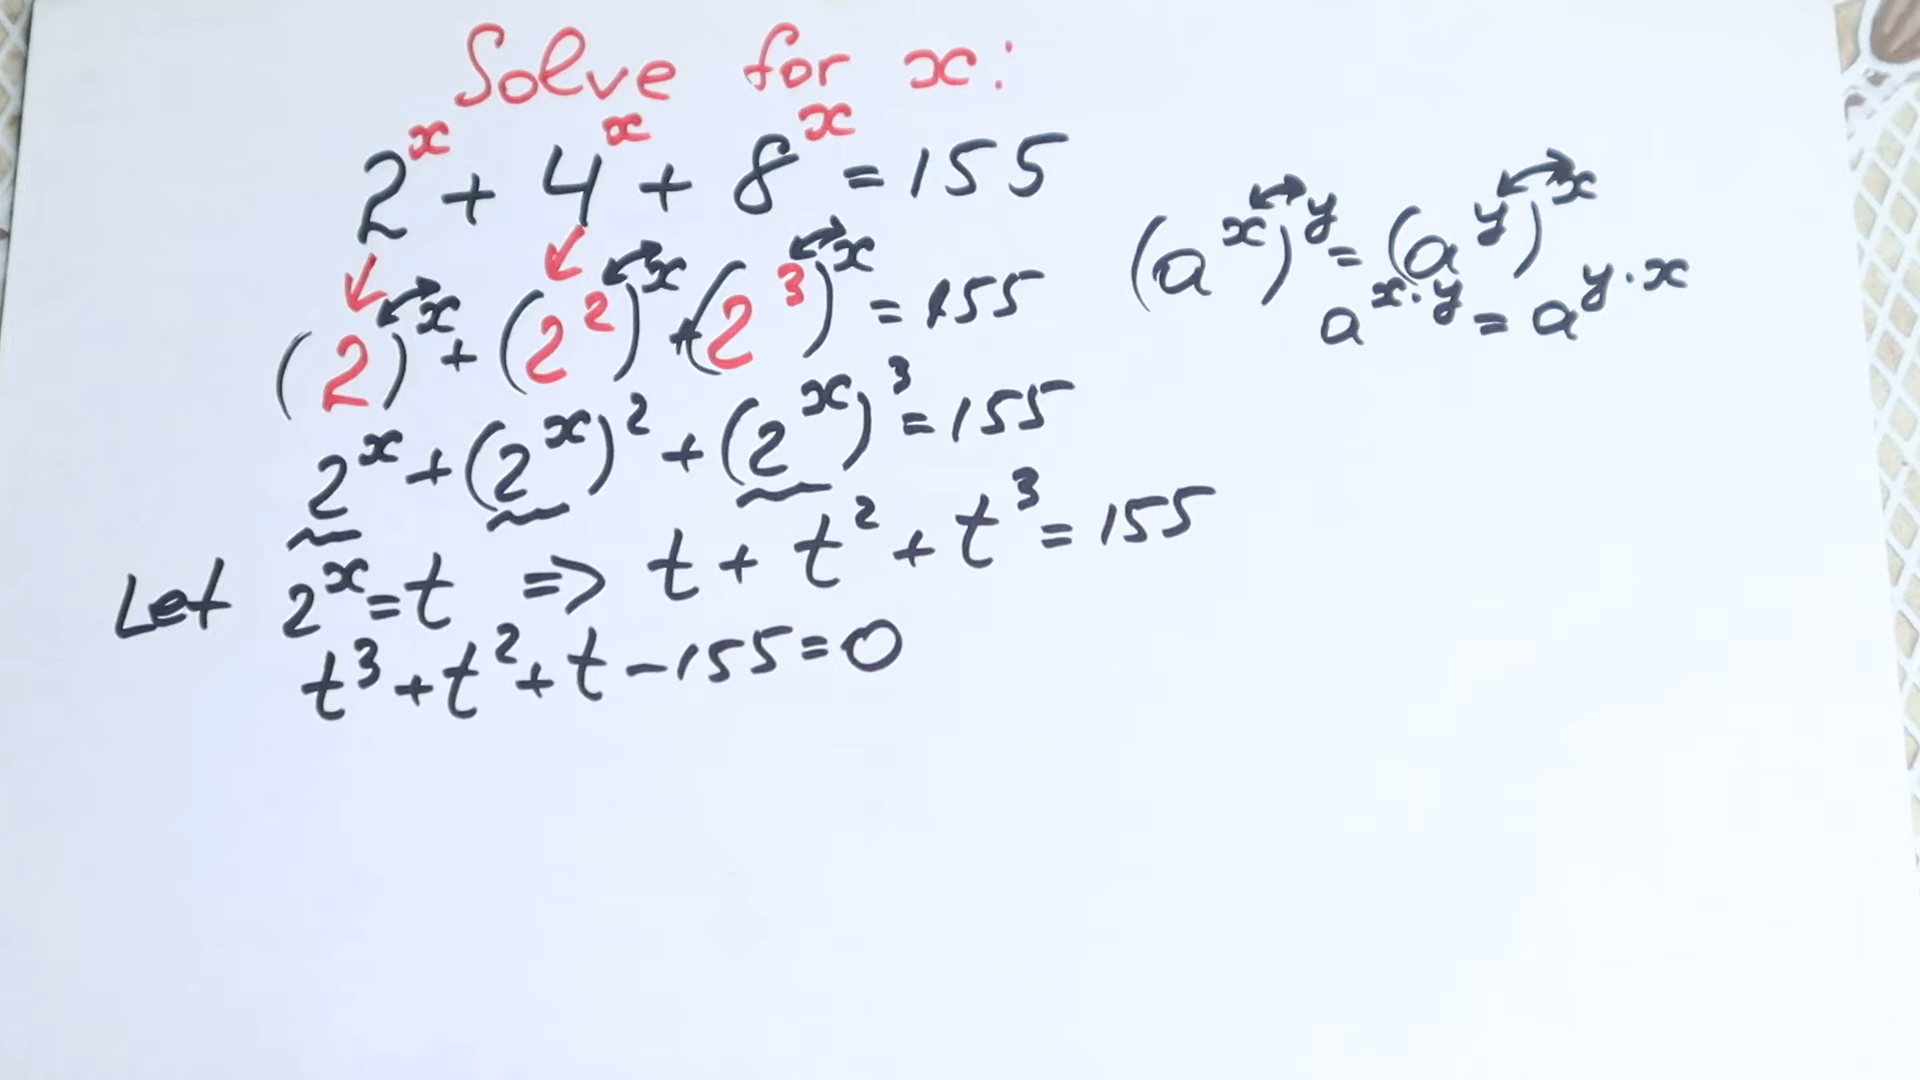 Solve for x:
2^x + 4^x + 8^x = 155
(2)^x + (2^2)^x + (2^3)^x = 155
2^x + (2^x)^2 + (2^x)^3 = 155
Let 2^x = t => t + t^2 + t^3 = 155
t^3 + t^2 + t - 155 = 0
(a^x)^y = (a^y)^x
a^x·y = a^y·x